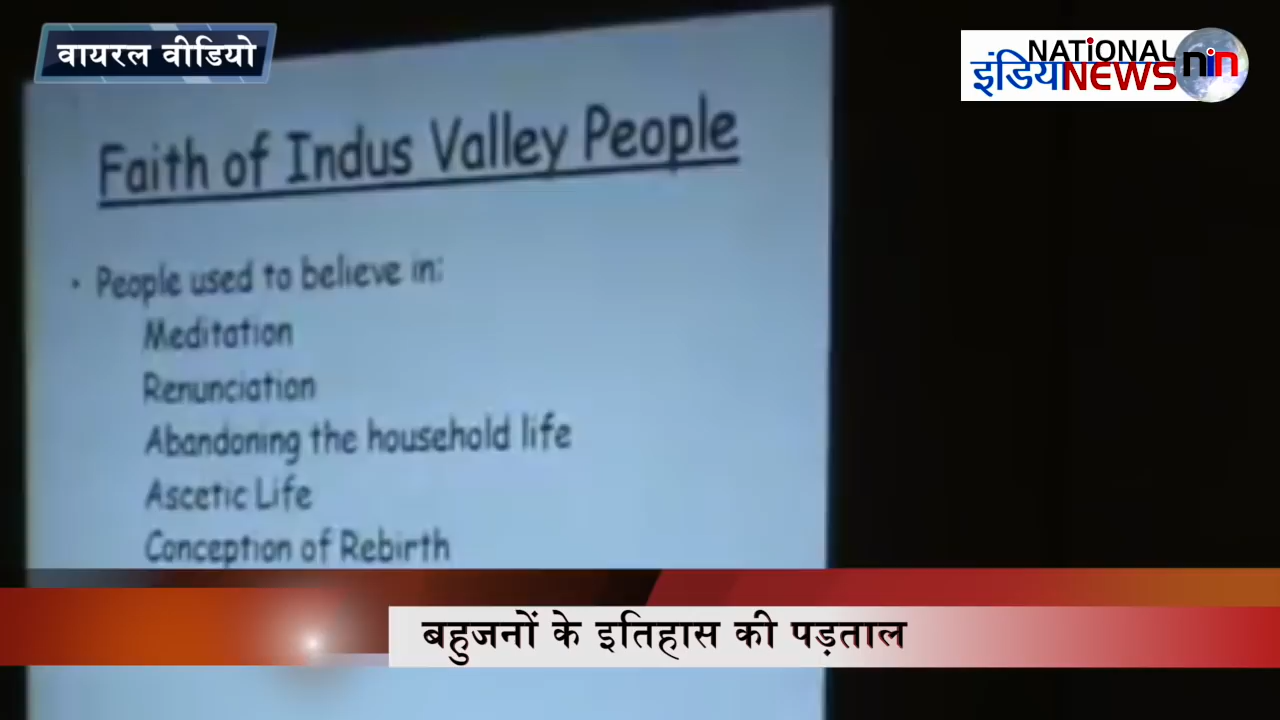 वायरल वीडियो
NATIONAL
इंडिया NEWS nin
Faith of Indus Valley People
• People used to believe in:
Meditation
Renunciation
Abandoning the household life
Ascetic Life
Conception of Rebirth
बहुजनों के इतिहास की पड़ताल